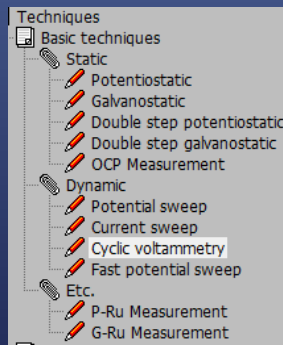 Techniques
Basic techniques
Static
Potentiostatic
Galvanostatic
Double step potentiostatic
Double step galvanostatic
OCP Measurement
Dynamic
Potential sweep
Current sweep
Cyclic voltammetry
Fast potential sweep
Etc.
P-Ru Measurement
G-Ru Measurement